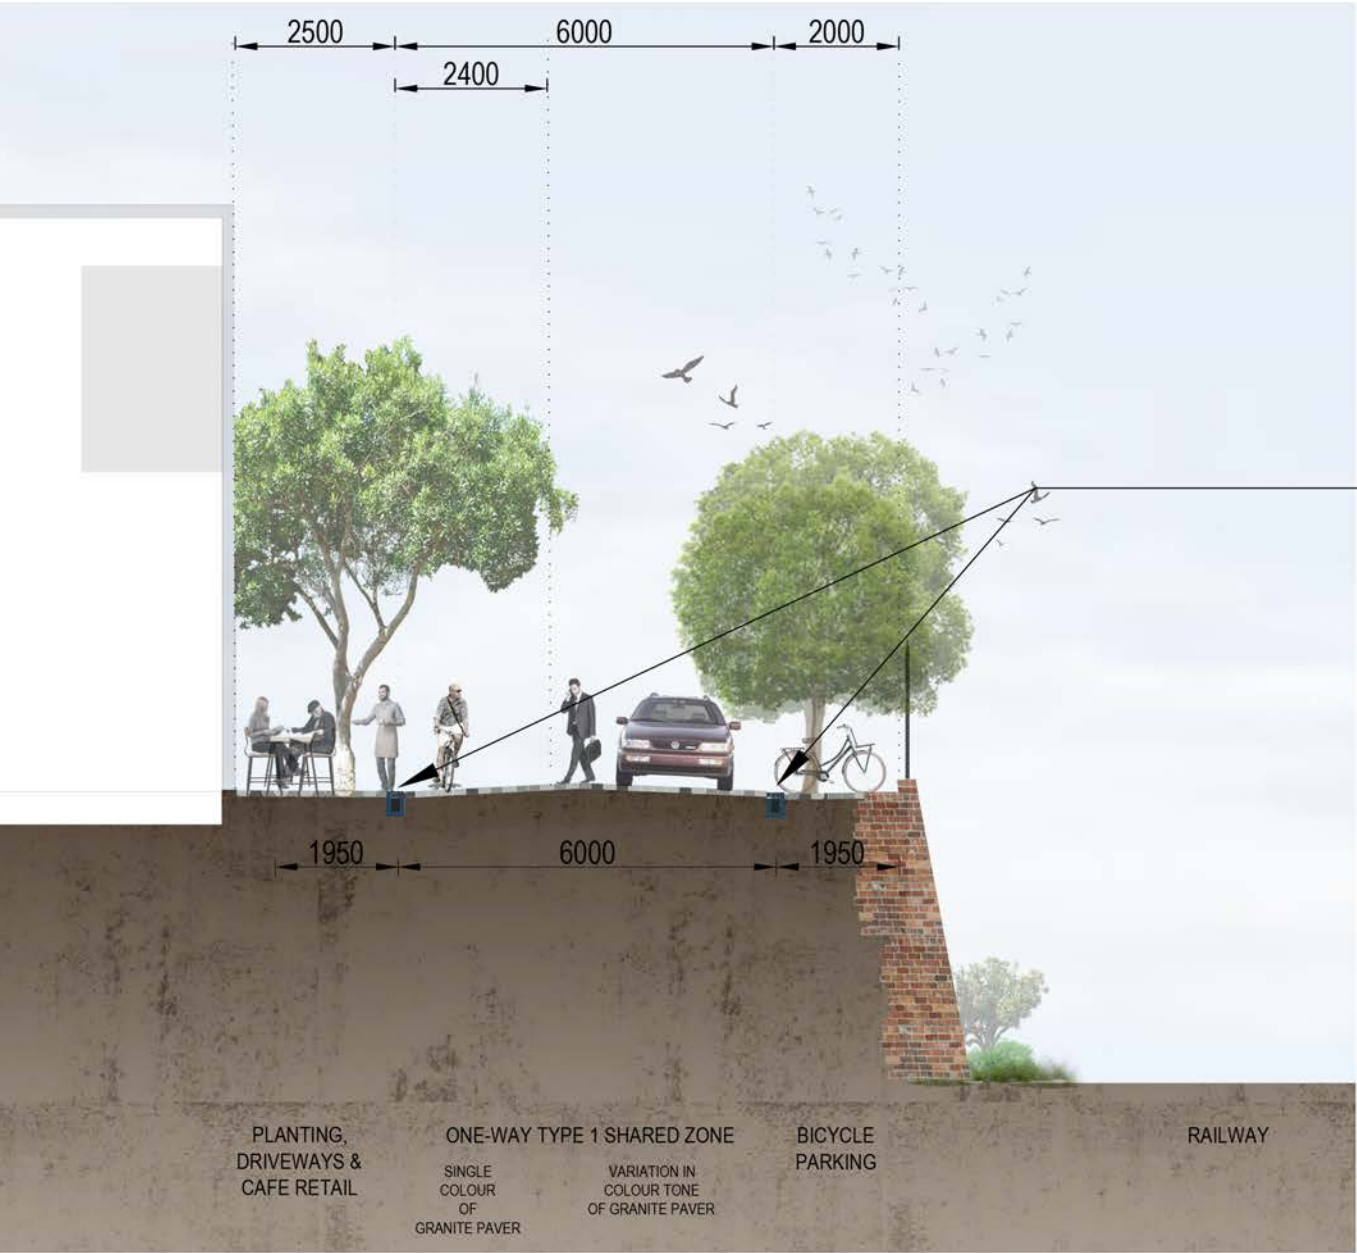 2500 6000 2000
2400
1950 6000 1950
PLANTING,
DRIVEWAYS &
CAFE RETAIL
ONE-WAY TYPE 1 SHARED ZONE
SINGLE
COLOUR
OF
GRANITE PAVER
VARIATION IN
COLOUR TONE
OF GRANITE PAVER
BICYCLE
PARKING
RAILWAY